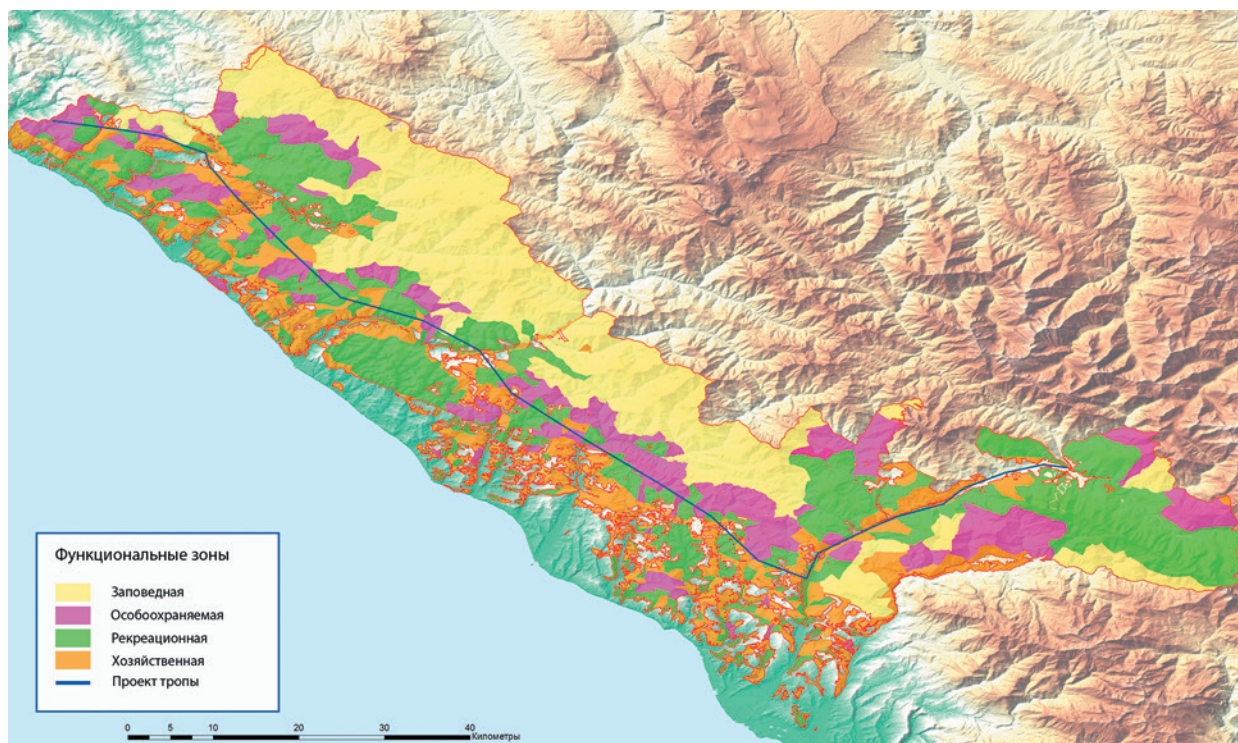 Функциональные зоны
Заповедная
Особоохраняемая
Рекреационная
Хозяйственная
Проект тропы
0 5 10 20 30 40
Километры